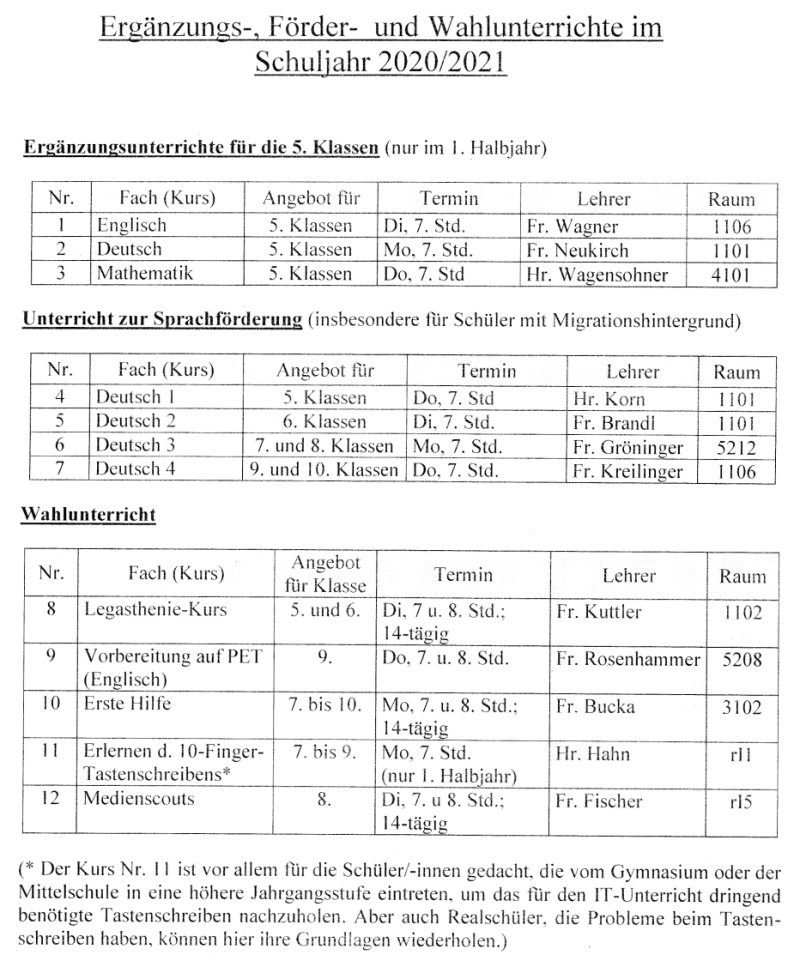 Ergänzungs-, Förder- und Wahlunterrichte im
Schuljahr 2020/2021
Ergänzungsunterrichte für die 5. Klassen (nur im 1. Halbjahr)
Nr. Fach (Kurs) Angebot für Termin Lehrer Raum
1 Englisch 5. Klassen Di, 7. Std. Fr. Wagner 1106
2 Deutsch 5. Klassen Mo, 7. Std. Fr. Neukirch 1101
3 Mathematik 5. Klassen Do, 7. Std Hr. Wagensohner 4101
Unterricht zur Sprachförderung (insbesondere für Schüler mit Migrationshintergrund)
Nr. Fach (Kurs) Angebot für Termin Lehrer Raum
4 Deutsch 1 5. Klassen Do, 7. Std Hr. Korn 1101
5 Deutsch 2 6. Klassen Di, 7. Std. Fr. Brandl 1101
6 Deutsch 3 7. und 8. Klassen Mo, 7. Std. Fr. Gröninger 5212
7 Deutsch 4 9. und 10. Klassen Do, 7. Std. Fr. Kreilinger 1106
Wahlunterricht
Nr. Fach (Kurs) Angebot für Klasse Termin Lehrer Raum
8 Legasthenie-Kurs 5. und 6. Di, 7 u. 8. Std.; Fr. Kuttler 1102
14-tägig
9 Vorbereitung auf PET 9. Do, 7. u. 8. Std. Fr. Rosenhammer 5208
(Englisch)
10 Erste Hilfe 7. bis 10. Mo, 7. u. 8. Std.; Fr. Bucka 3102
14-tägig
11 Erlernen d. 10-Finger- 7. bis 9. Mo, 7. Std. Hr. Hahn rI1
Tastenschreibens* (nur 1. Halbjahr)
12 Medienscouts 8. Di, 7. u 8. Std.; Fr. Fischer rI5
14-tägig
(* Der Kurs Nr. 11 ist vor allem für die Schüler/-innen gedacht, die vom Gymnasium oder der
Mittelschule in eine höhere Jahrgangsstufe eintreten, um das für den IT-Unterricht dringend
benötigte Tastenschreiben nachzuholen. Aber auch Realschüler, die Probleme beim Tasten-
schreiben haben, können hier ihre Grundlagen wiederholen.)